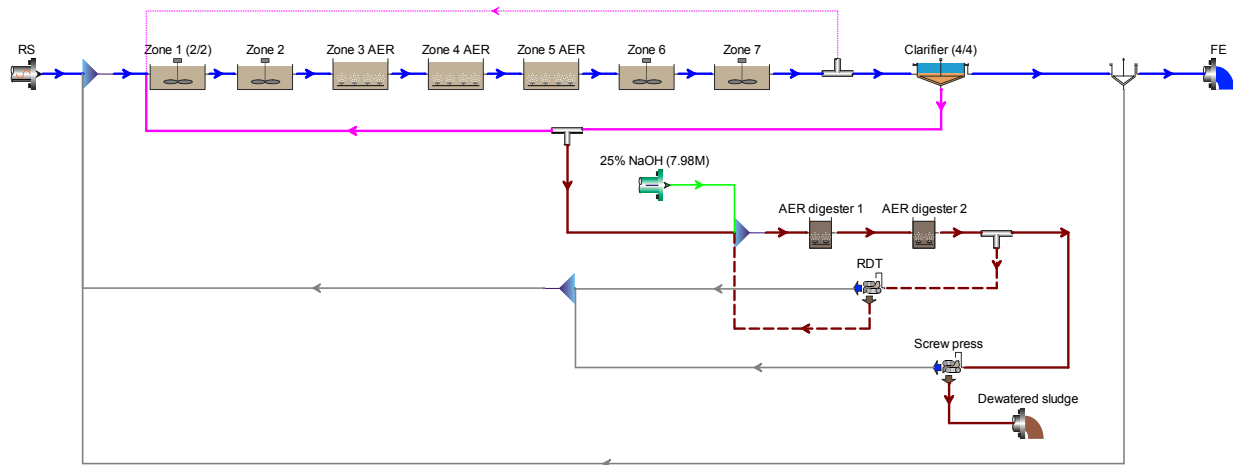 RS
Zone 1 (2/2)
Zone 2
Zone 3 AER
Zone 4 AER
Zone 5 AER
Zone 6
Zone 7
Clarifier (4/4)
FE
25% NaOH (7.98M)
AER digester 1
AER digester 2
RDT
Screw press
Dewatered sludge